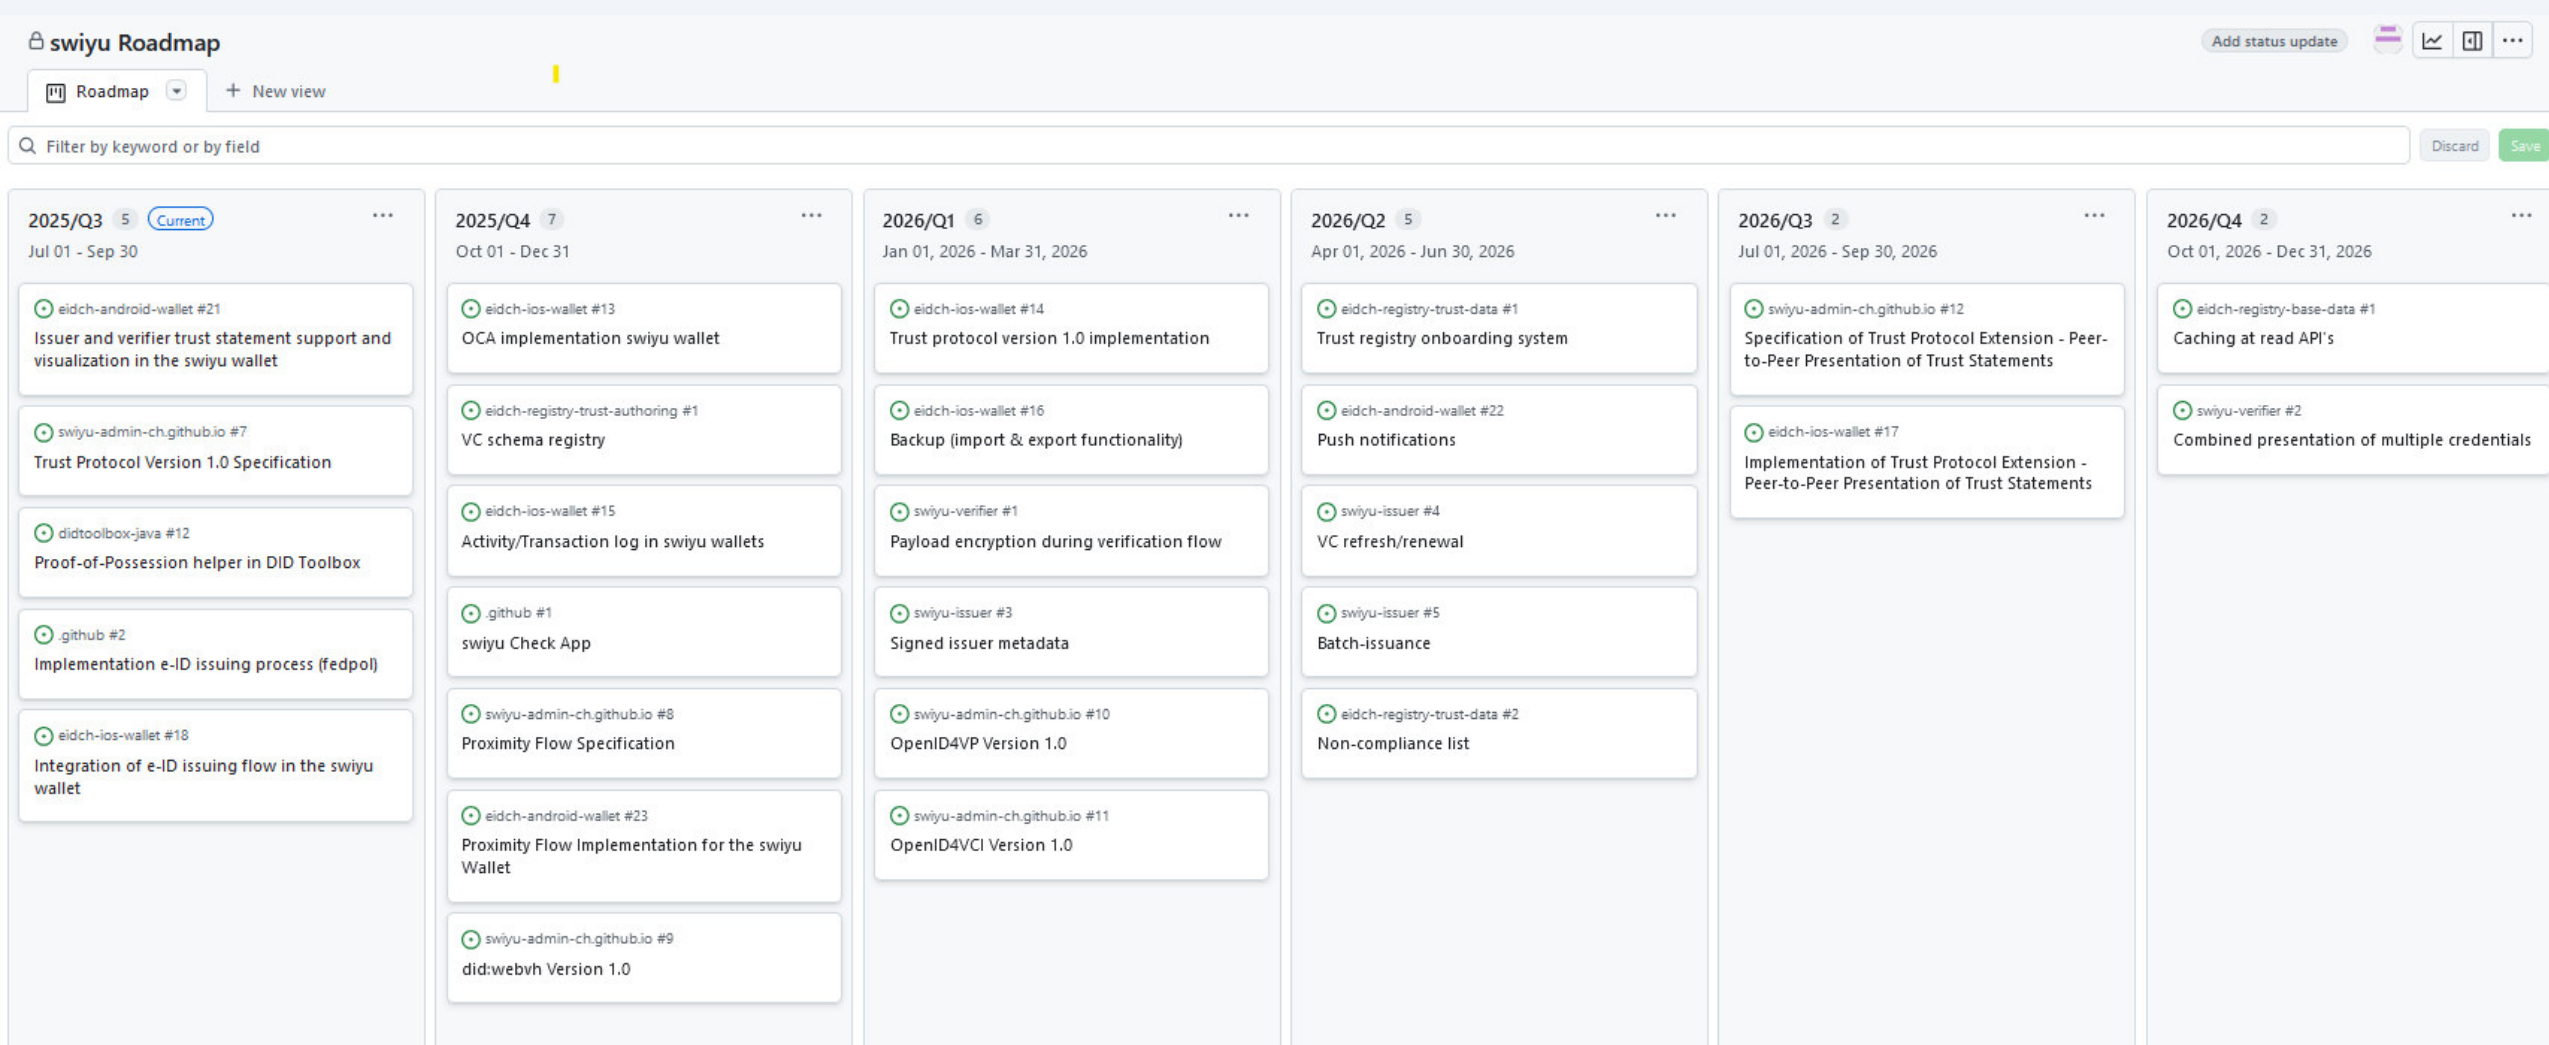 swiyu Roadmap
Add status update
Roadmap
New view
Filter by keyword or by field
Discard
Save
2025/Q3 5 Current
Jul 01 - Sep 30
eidch-android-wallet #21
Issuer and verifier trust statement support and
visualization in the swiyu wallet
swiyu-admin-ch.github.io #7
Trust Protocol Version 1.0 Specification
didtoolbox-java #12
Proof-of-Possession helper in DID Toolbox
.github #2
Implementation e-ID issuing process (fedpol)
eidch-ios-wallet #18
Integration of e-ID issuing flow in the swiyu
wallet
2025/Q4 7
Oct 01 - Dec 31
eidch-ios-wallet #13
OCA implementation swiyu wallet
eidch-registry-trust-authoring #1
VC schema registry
eidch-ios-wallet #15
Activity/Transaction log in swiyu wallets
.github #1
swiyu Check App
swiyu-admin-ch.github.io #8
Proximity Flow Specification
eidch-android-wallet #23
Proximity Flow Implementation for the swiyu
Wallet
swiyu-admin-ch.github.io #9
did:webvh Version 1.0
2026/Q1 6
Jan 01, 2026 - Mar 31, 2026
eidch-ios-wallet #14
Trust protocol version 1.0 implementation
eidch-ios-wallet #16
Backup (import & export functionality)
swiyu-verifier #1
Payload encryption during verification flow
swiyu-issuer #3
Signed issuer metadata
swiyu-admin-ch.github.io #10
OpenID4VP Version 1.0
swiyu-admin-ch.github.io #11
OpenID4VCI Version 1.0
2026/Q2 5
Apr 01, 2026 - Jun 30, 2026
eidch-registry-trust-data #1
Trust registry onboarding system
eidch-android-wallet #22
Push notifications
swiyu-issuer #4
VC refresh/renewal
swiyu-issuer #5
Batch-issuance
eidch-registry-trust-data #2
Non-compliance list
2026/Q3 2
Jul 01, 2026 - Sep 30, 2026
swiyu-admin-ch.github.io #12
Specification of Trust Protocol Extension - Peer-
to-Peer Presentation of Trust Statements
eidch-ios-wallet #17
Implementation of Trust Protocol Extension -
Peer-to-Peer Presentation of Trust Statements
2026/Q4 2
Oct 01, 2026 - Dec 31, 2026
eidch-registry-base-data #1
Caching at read API's
swiyu-verifier #2
Combined presentation of multiple credentials